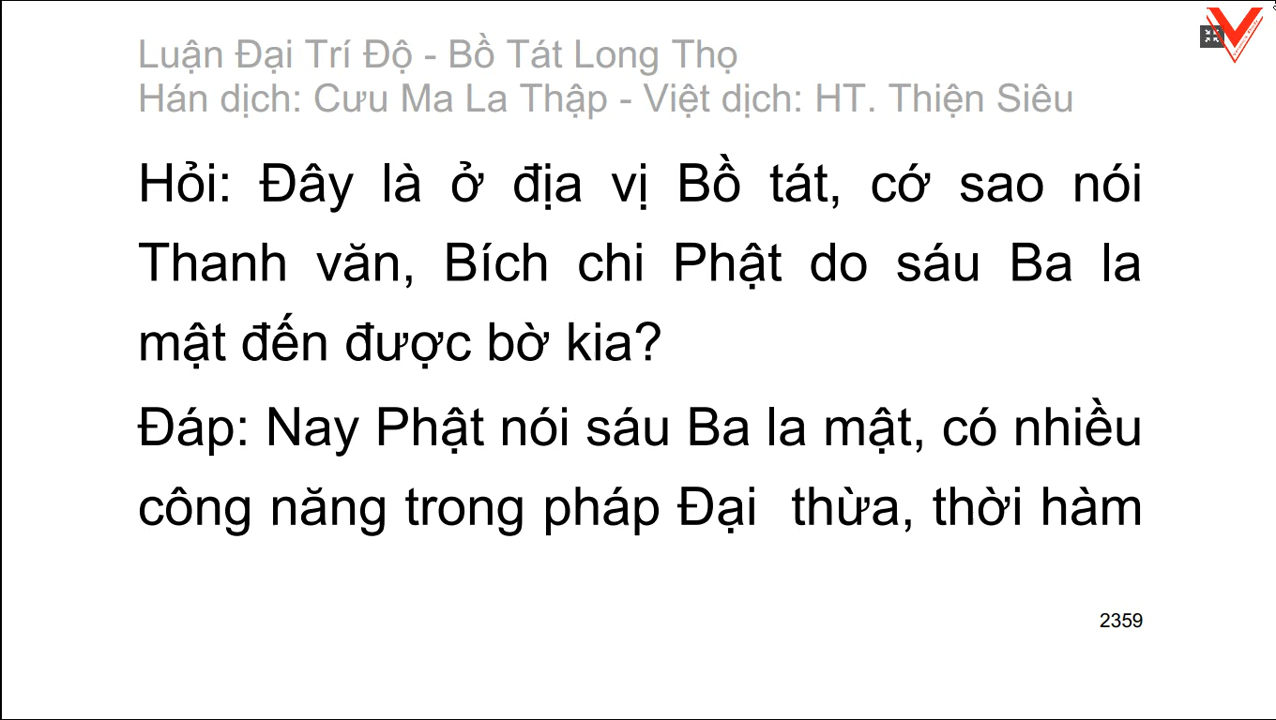 Luận Đại Trí Độ - Bồ Tát Long Thọ
Hán dịch: Cưu Ma La Thập - Việt dịch: HT. Thiện Siêu
Hỏi: Đây là ở địa vị Bồ tát, cớ sao nói
Thanh văn, Bích chi Phật do sáu Ba la
mật đến được bờ kia?
Đáp: Nay Phật nói sáu Ba la mật, có nhiều
công năng trong pháp Đại  thừa, thời hàm
2359